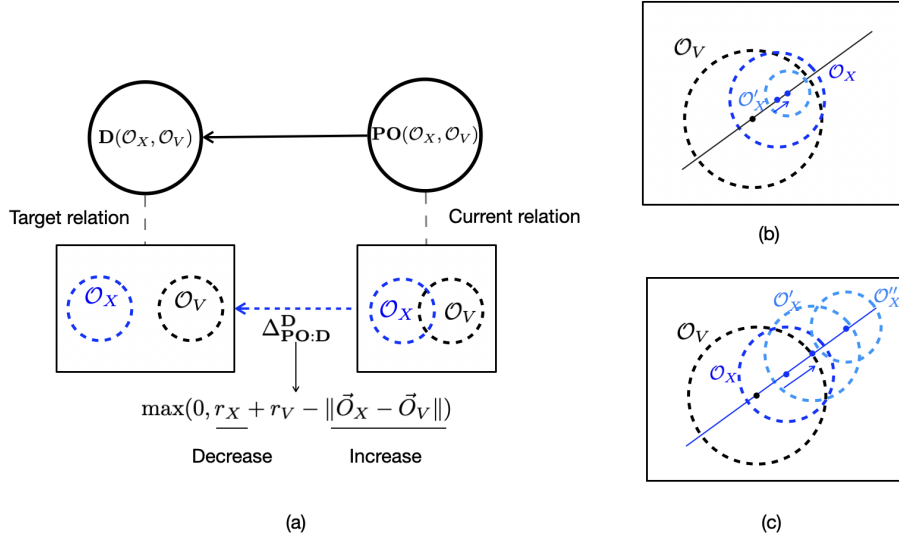 D(𝒪_X, 𝒪_V)
PO(𝒪_X, 𝒪_V)
Target relation
Current relation
𝒪_X
𝒪_V
𝒪_X
𝒪_V
Δ^D_PO:D
max(0, r_X + r_V − ‖O⃗_X − O⃗_V‖)
Decrease
Increase
(a)
𝒪_V
𝒪_X
𝒪′_X
(b)
𝒪′_X
𝒪″_X
𝒪_V
𝒪_X
(c)